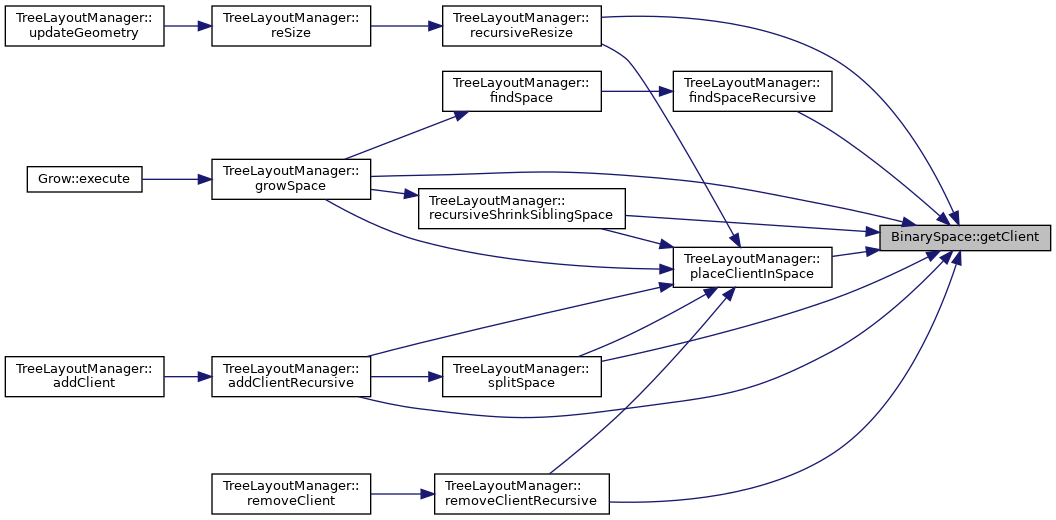 TreeLayoutManager::
updateGeometry
TreeLayoutManager::
reSize
TreeLayoutManager::
recursiveResize
TreeLayoutManager::
findSpace
TreeLayoutManager::
findSpaceRecursive
Grow::execute
TreeLayoutManager::
growSpace
TreeLayoutManager::
recursiveShrinkSiblingSpace
BinarySpace::getClient
TreeLayoutManager::
placeClientInSpace
TreeLayoutManager::
addClient
TreeLayoutManager::
addClientRecursive
TreeLayoutManager::
splitSpace
TreeLayoutManager::
removeClient
TreeLayoutManager::
removeClientRecursive